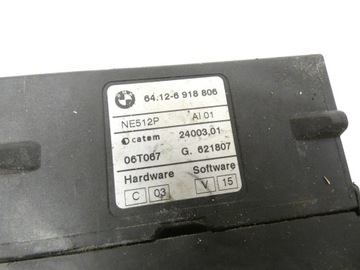 64.12-6 918 806
NE512P AI 01
catem 24003.01
06T067 G. 621807
Hardware Software
C 03 V 15